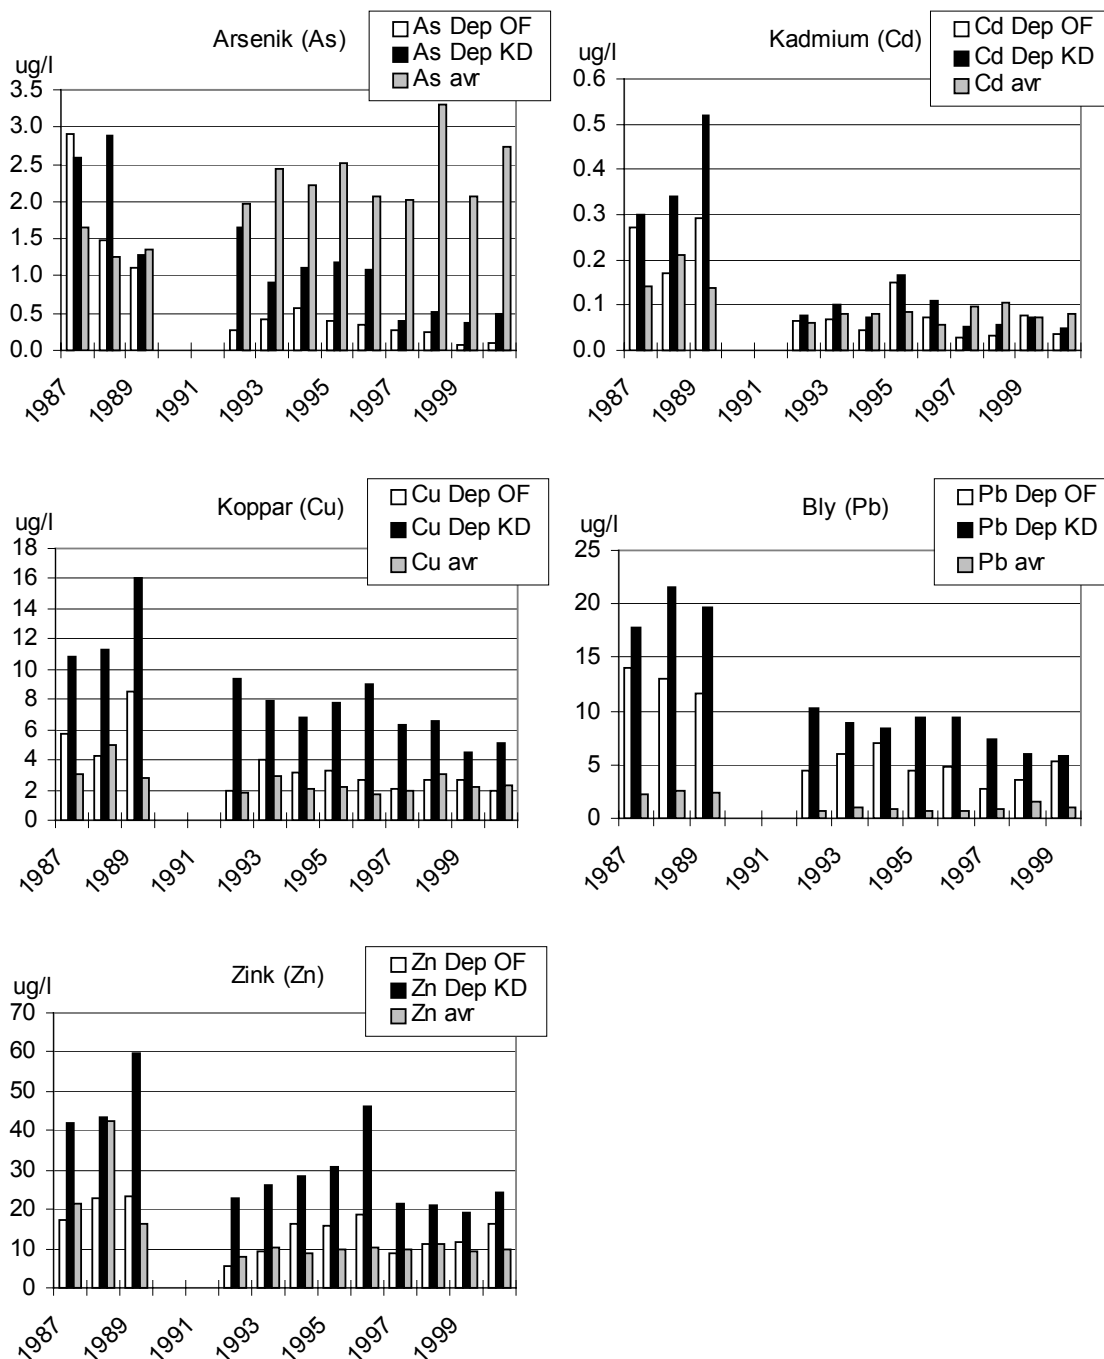 Arsenik (As)
As Dep OF
As Dep KD
As avr
ug/l
3.5
3.0
2.5
2.0
1.5
1.0
0.5
0.0
1987
1989
1991
1993
1995
1997
1999
Kadmium (Cd)
Cd Dep OF
Cd Dep KD
Cd avr
ug/l
0.6
0.5
0.4
0.3
0.2
0.1
0.0
1987
1989
1991
1993
1995
1997
1999
Koppar (Cu)
Cu Dep OF
Cu Dep KD
Cu avr
ug/l
18
16
14
12
10
8
6
4
2
0
1987
1989
1991
1993
1995
1997
1999
Bly (Pb)
Pb Dep OF
Pb Dep KD
Pb avr
ug/l
25
20
15
10
5
0
1987
1989
1991
1993
1995
1997
1999
Zink (Zn)
Zn Dep OF
Zn Dep KD
Zn avr
ug/l
70
60
50
40
30
20
10
0
1987
1989
1991
1993
1995
1997
1999